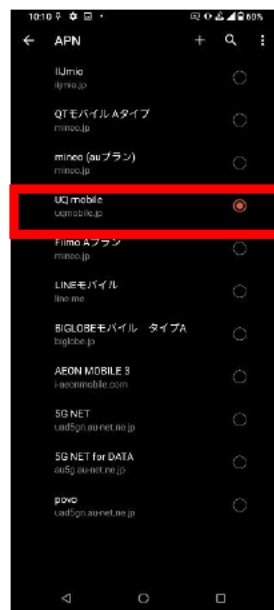 10:10
60%
APN
IIJmio
iijmio.jp
QTモバイル Aタイプ
mineo.jp
mineo (auプラン)
mineo.jp
UQ mobile
uqmobile.jp
Fiimo Aプラン
mineo.jp
LINEモバイル
line.me
BIGLOBEモバイル　タイプA
biglobe.jp
AEON MOBILE 3
i-aeonmobile.com
5G NET
uad5gn.au-net.ne.jp
5G NET for DATA
au5g.au-net.ne.jp
povo
uad5gn.au-net.ne.jp